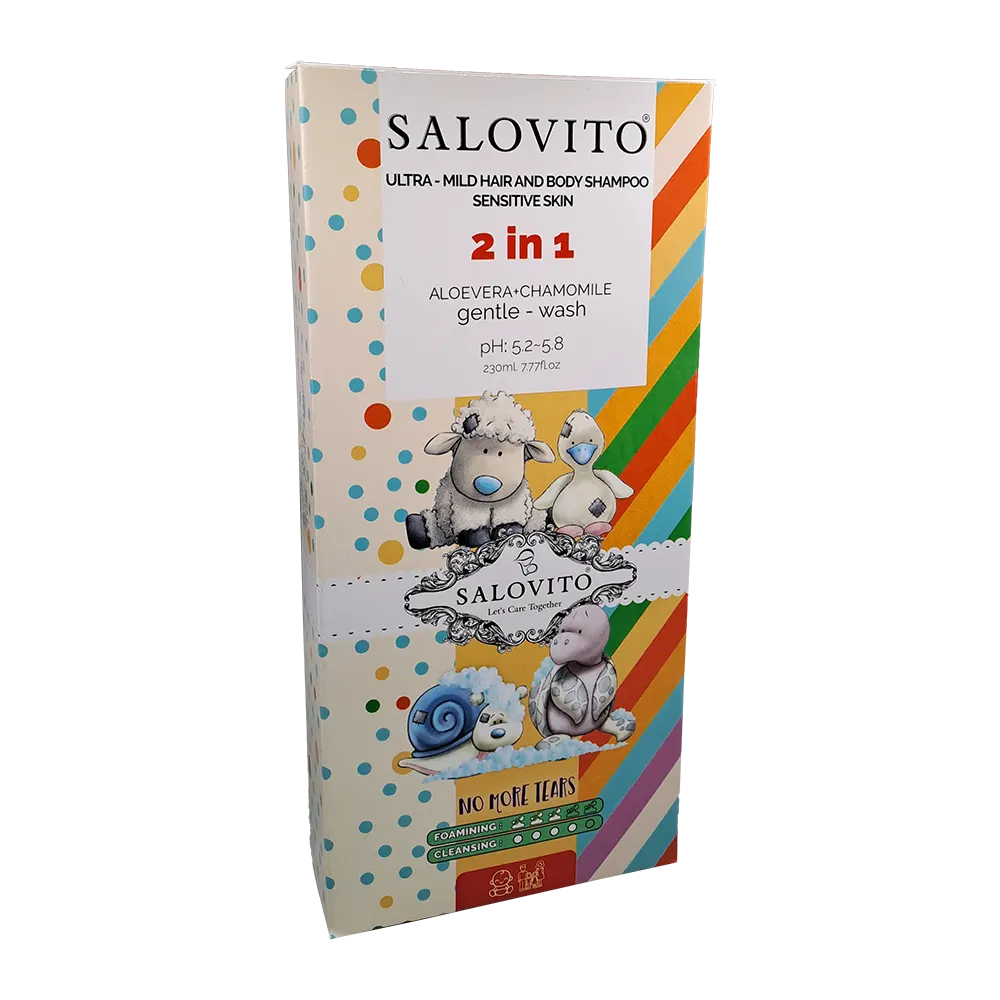 SALOVITO®
ULTRA - MILD HAIR AND BODY SHAMPOO
SENSITIVE SKIN
2 in 1
ALOEVERA+CHAMOMILE
gentle - wash
pH: 5.2~5.8
230ml. 7.77fl.oz
SALOVITO®
Let's Care Together
NO MORE TEARS
FOAMINING :
CLEANSING :